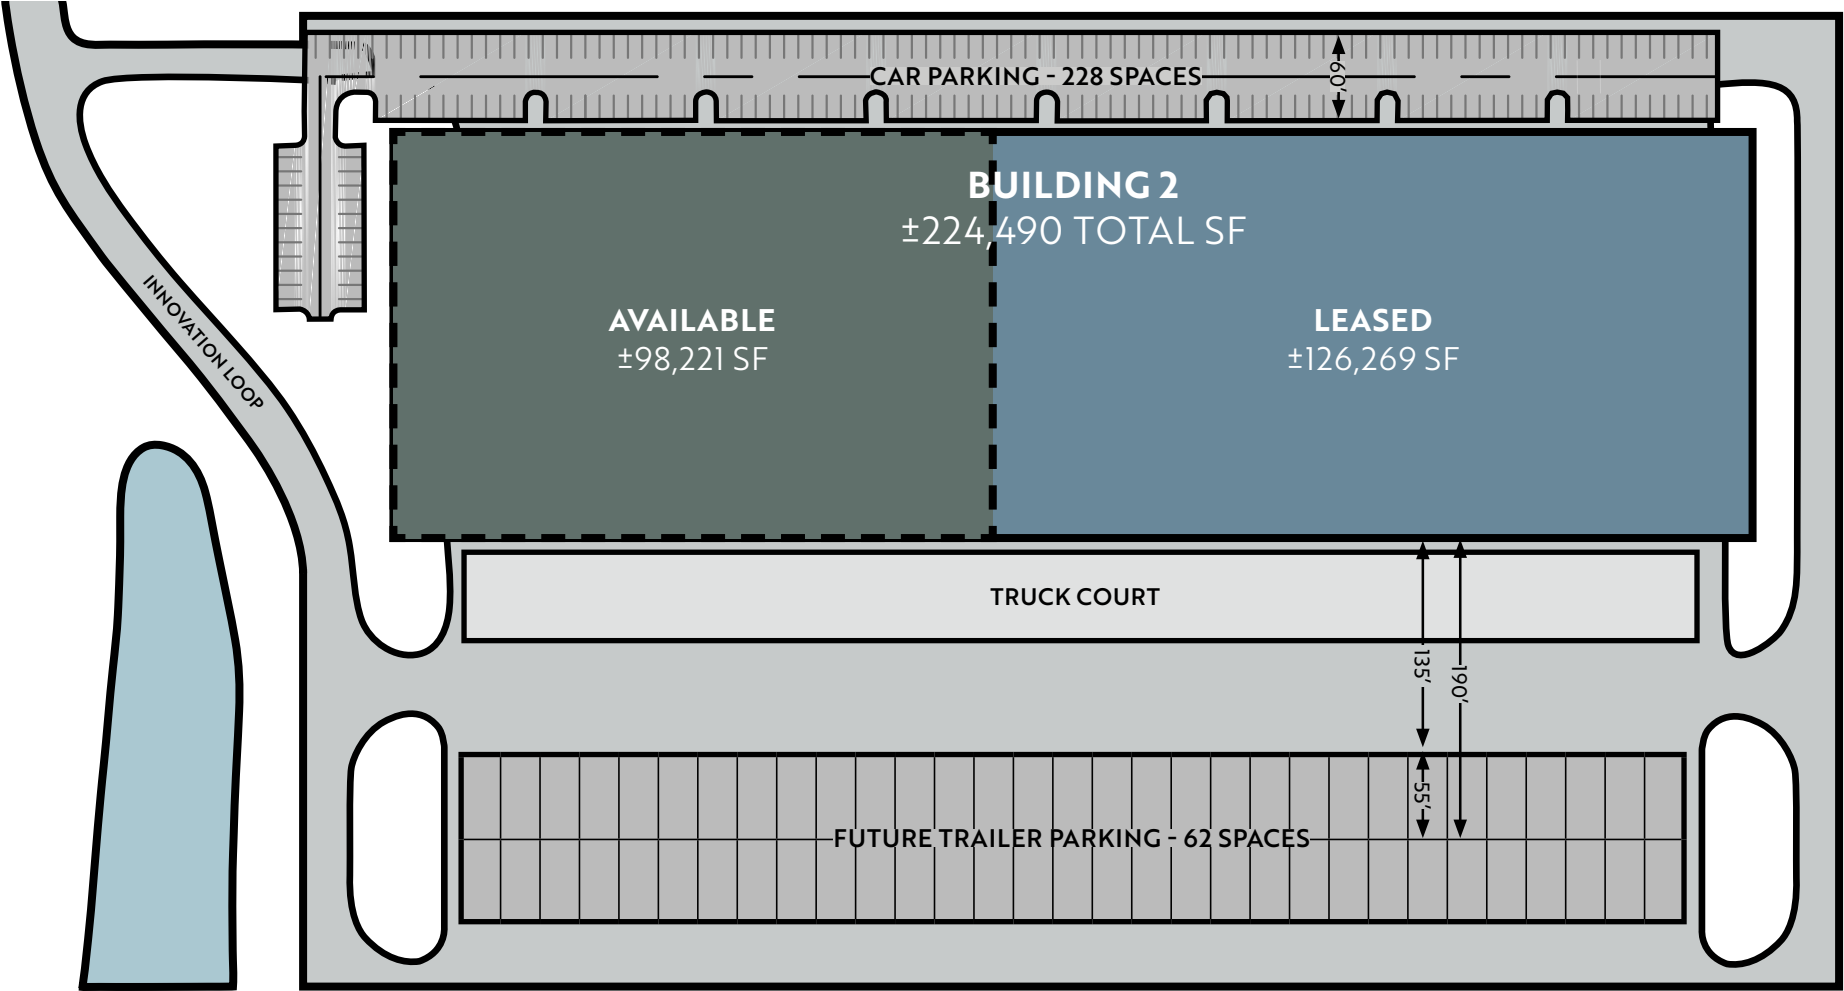 CAR PARKING - 228 SPACES
60'
BUILDING 2
±224,490 TOTAL SF
AVAILABLE
±98,221 SF
LEASED
±126,269 SF
INNOVATION LOOP
TRUCK COURT
135'
190'
55'
FUTURE TRAILER PARKING - 62 SPACES